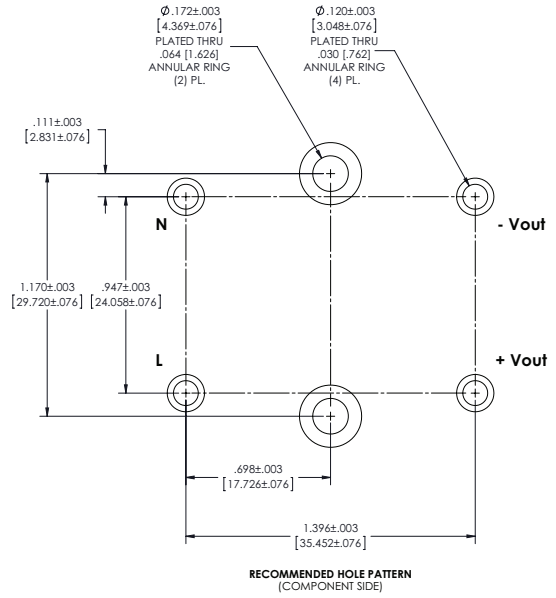 Ø.172±.003
[4.369±.076]
PLATED THRU
.064 [1.626]
ANNULAR RING
(2) PL.
Ø.120±.003
[3.048±.076]
PLATED THRU
.030 [.762]
ANNULAR RING
(4) PL.
.111±.003
[2.831±.076]
N
- Vout
1.170±.003
[29.720±.076]
.947±.003
[24.058±.076]
L
+ Vout
.698±.003
[17.726±.076]
1.396±.003
[35.452±.076]
RECOMMENDED HOLE PATTERN
(COMPONENT SIDE)